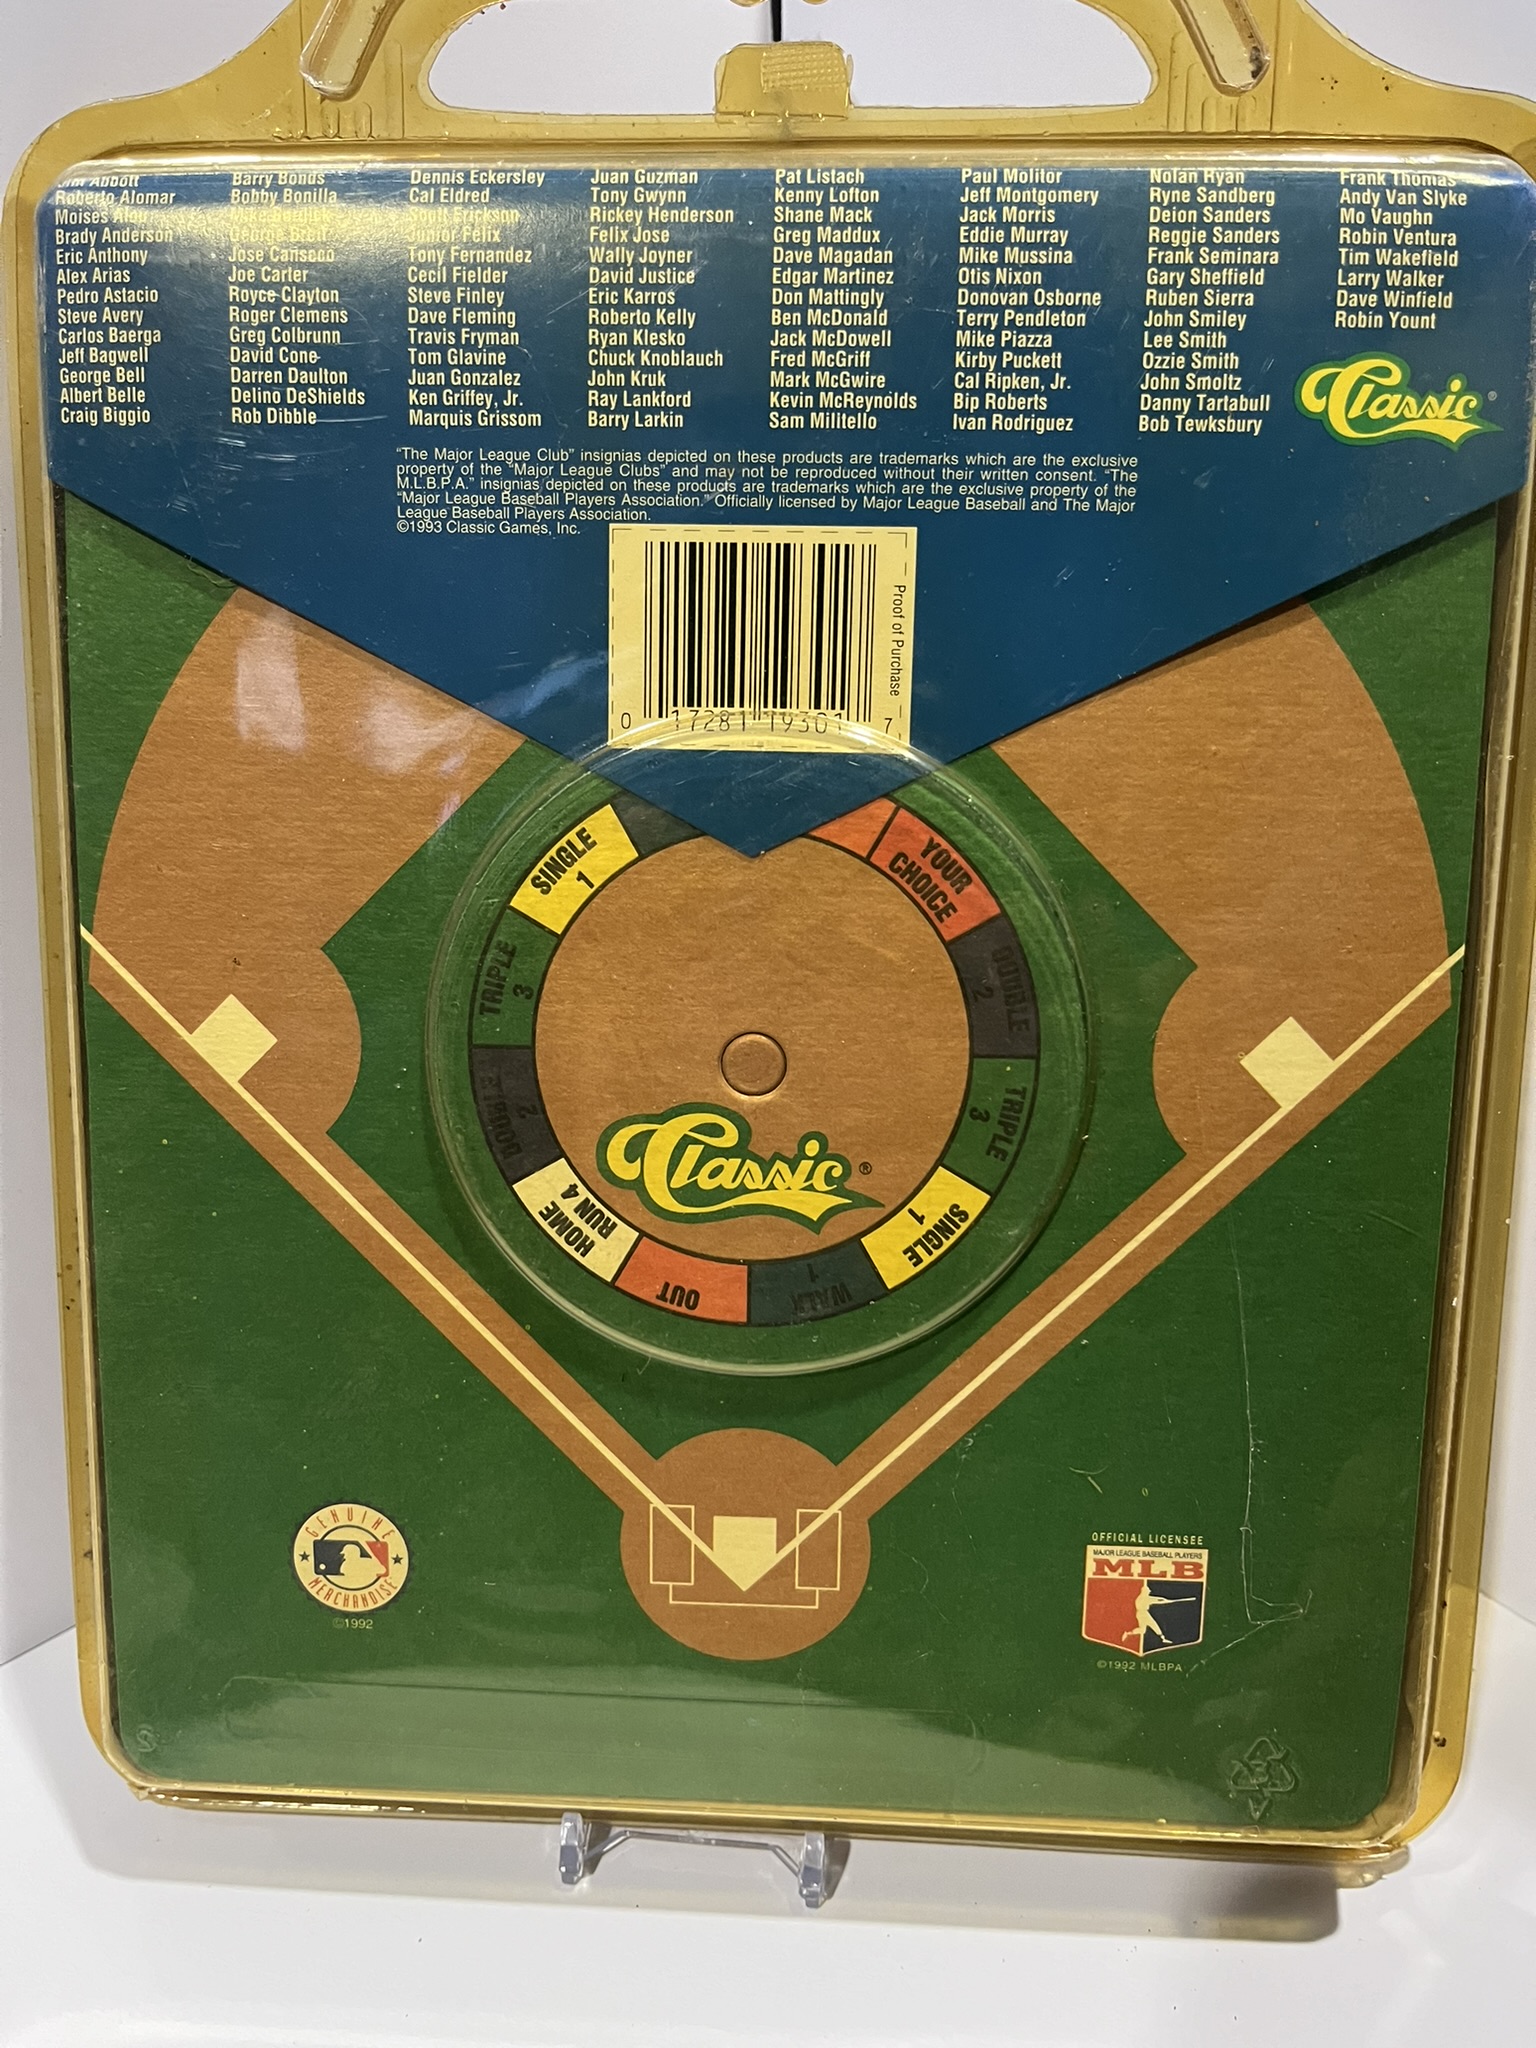 Jim Abbott
Roberto Alomar
Moises Alou
Brady Anderson
Eric Anthony
Alex Arias
Pedro Astacio
Steve Avery
Carlos Baerga
Jeff Bagwell
George Bell
Albert Belle
Craig Biggio
Barry Bonds
Bobby Bonilla
Mike Bordick
George Brett
Jose Canseco
Joe Carter
Royce Clayton
Roger Clemens
Greg Colbrunn
David Cone
Darren Daulton
Delino DeShields
Rob Dibble
Dennis Eckersley
Cal Eldred
Scott Erickson
Junior Felix
Tony Fernandez
Cecil Fielder
Steve Finley
Dave Fleming
Travis Fryman
Tom Glavine
Juan Gonzalez
Ken Griffey, Jr.
Marquis Grissom
Juan Guzman
Tony Gwynn
Rickey Henderson
Felix Jose
Wally Joyner
David Justice
Eric Karros
Roberto Kelly
Ryan Klesko
Chuck Knoblauch
John Kruk
Ray Lankford
Barry Larkin
Pat Listach
Kenny Lofton
Shane Mack
Greg Maddux
Dave Magadan
Edgar Martinez
Don Mattingly
Ben McDonald
Jack McDowell
Fred McGriff
Mark McGwire
Kevin McReynolds
Sam Militello
Paul Molitor
Jeff Montgomery
Jack Morris
Eddie Murray
Mike Mussina
Otis Nixon
Donovan Osborne
Terry Pendleton
Mike Piazza
Kirby Puckett
Cal Ripken, Jr.
Bip Roberts
Ivan Rodriguez
Nolan Ryan
Ryne Sandberg
Deion Sanders
Reggie Sanders
Frank Seminara
Gary Sheffield
Ruben Sierra
John Smiley
Lee Smith
Ozzie Smith
John Smoltz
Danny Tartabull
Bob Tewksbury
Frank Thomas
Andy Van Slyke
Mo Vaughn
Robin Ventura
Tim Wakefield
Larry Walker
Dave Winfield
Robin Yount
Classic®
"The Major League Club" insignias depicted on these products are trademarks which are the exclusive
property of the "Major League Clubs" and may not be reproduced without their written consent. "The
M.L.B.P.A." insignias depicted on these products are trademarks which are the exclusive property of the
"Major League Baseball Players Association." Officially licensed by Major League Baseball and The Major
League Baseball Players Association.
©1993 Classic Games, Inc.
Proof of Purchase
0 17281 19301 7
SINGLE
1
YOUR
CHOICE
DOUBLE
2
TRIPLE
3
SINGLE
1
WALK
1
OUT
HOME
RUN 4
DOUBLE
2
TRIPLE
3
Classic®
GENUINE
MERCHANDISE
©1992
OFFICIAL LICENSEE
MAJOR LEAGUE BASEBALL PLAYERS
MLB
©1992 MLBPA